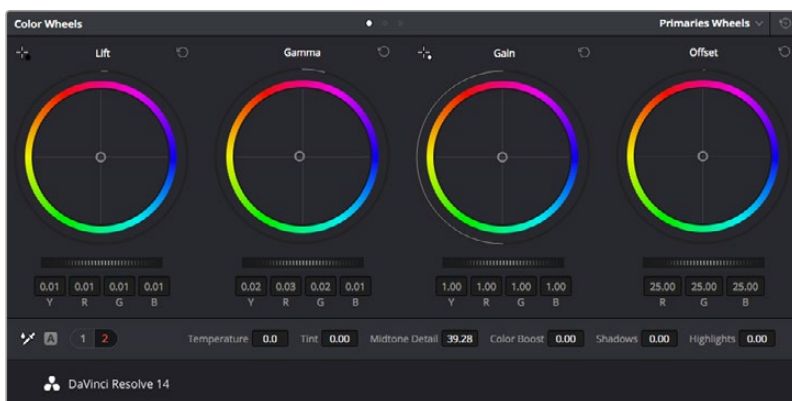 Color Wheels Primaries Wheels
Lift Gamma Gain Offset
0.01 0.01 0.01 0.01 0.02 0.03 0.02 0.01 1.00 1.00 1.00 1.00 25.00 25.00 25.00
Y R G B Y R G B Y R G B R G B
A 1 2 Temperature 0.0 Tint 0.00 Midtone Detail 39.28 Color Boost 0.00 Shadows 0.00 Highlights 0.00
DaVinci Resolve 14